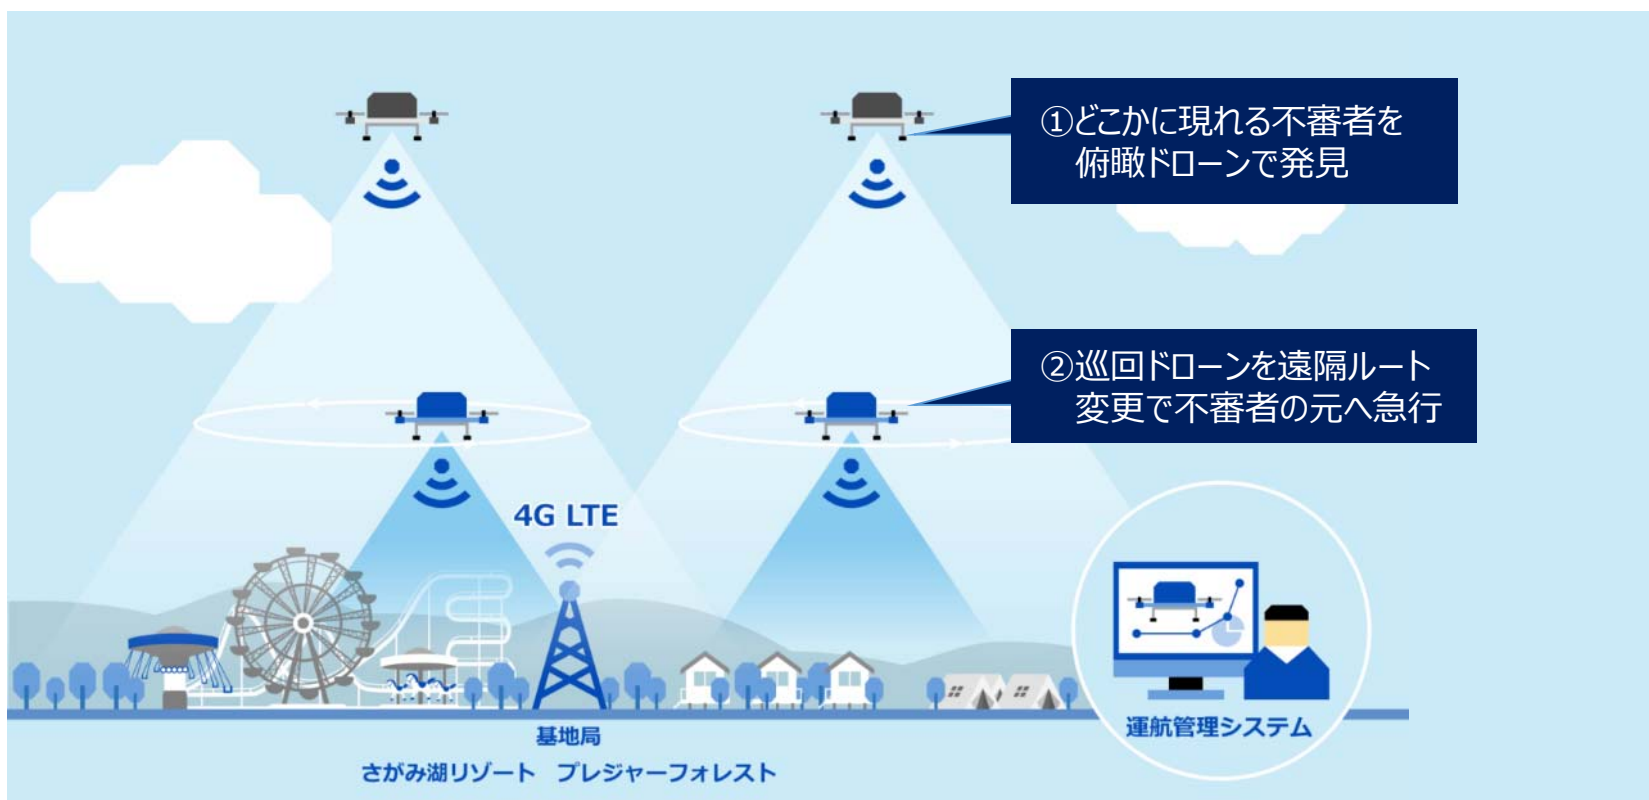 ①どこかに現れる不審者を
俯瞰ドローンで発見
②巡回ドローンを遠隔ルート
変更で不審者の元へ急行
4G LTE
基地局
運航管理システム
さがみ湖リゾート　プレジャーフォレスト